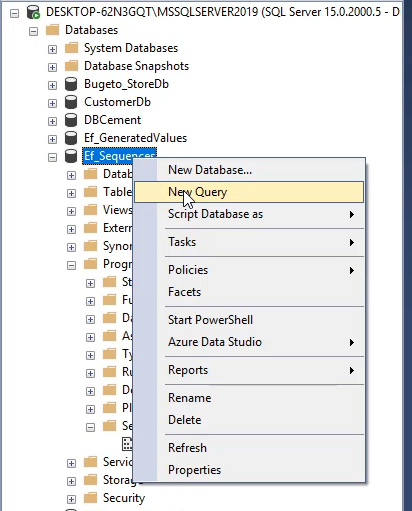 DESKTOP-62N3GQT\MSSQLSERVER2019 (SQL Server 15.0.2000.5 - D
Databases
System Databases
Database Snapshots
Bugeto_StoreDb
CustomerDb
DBCement
Ef_GeneratedValues
Ef_Sequences
Datab
New Database...
Table
New Query
Views
Script Database as
Extern
Synor
Tasks
Progr
Policies
St
Facets
Fu
Da
Start PowerShell
As
Azure Data Studio
Ty
Ru
Reports
De
Pl
Rename
Se
Delete
Refresh
Servic
Properties
Storag
Security